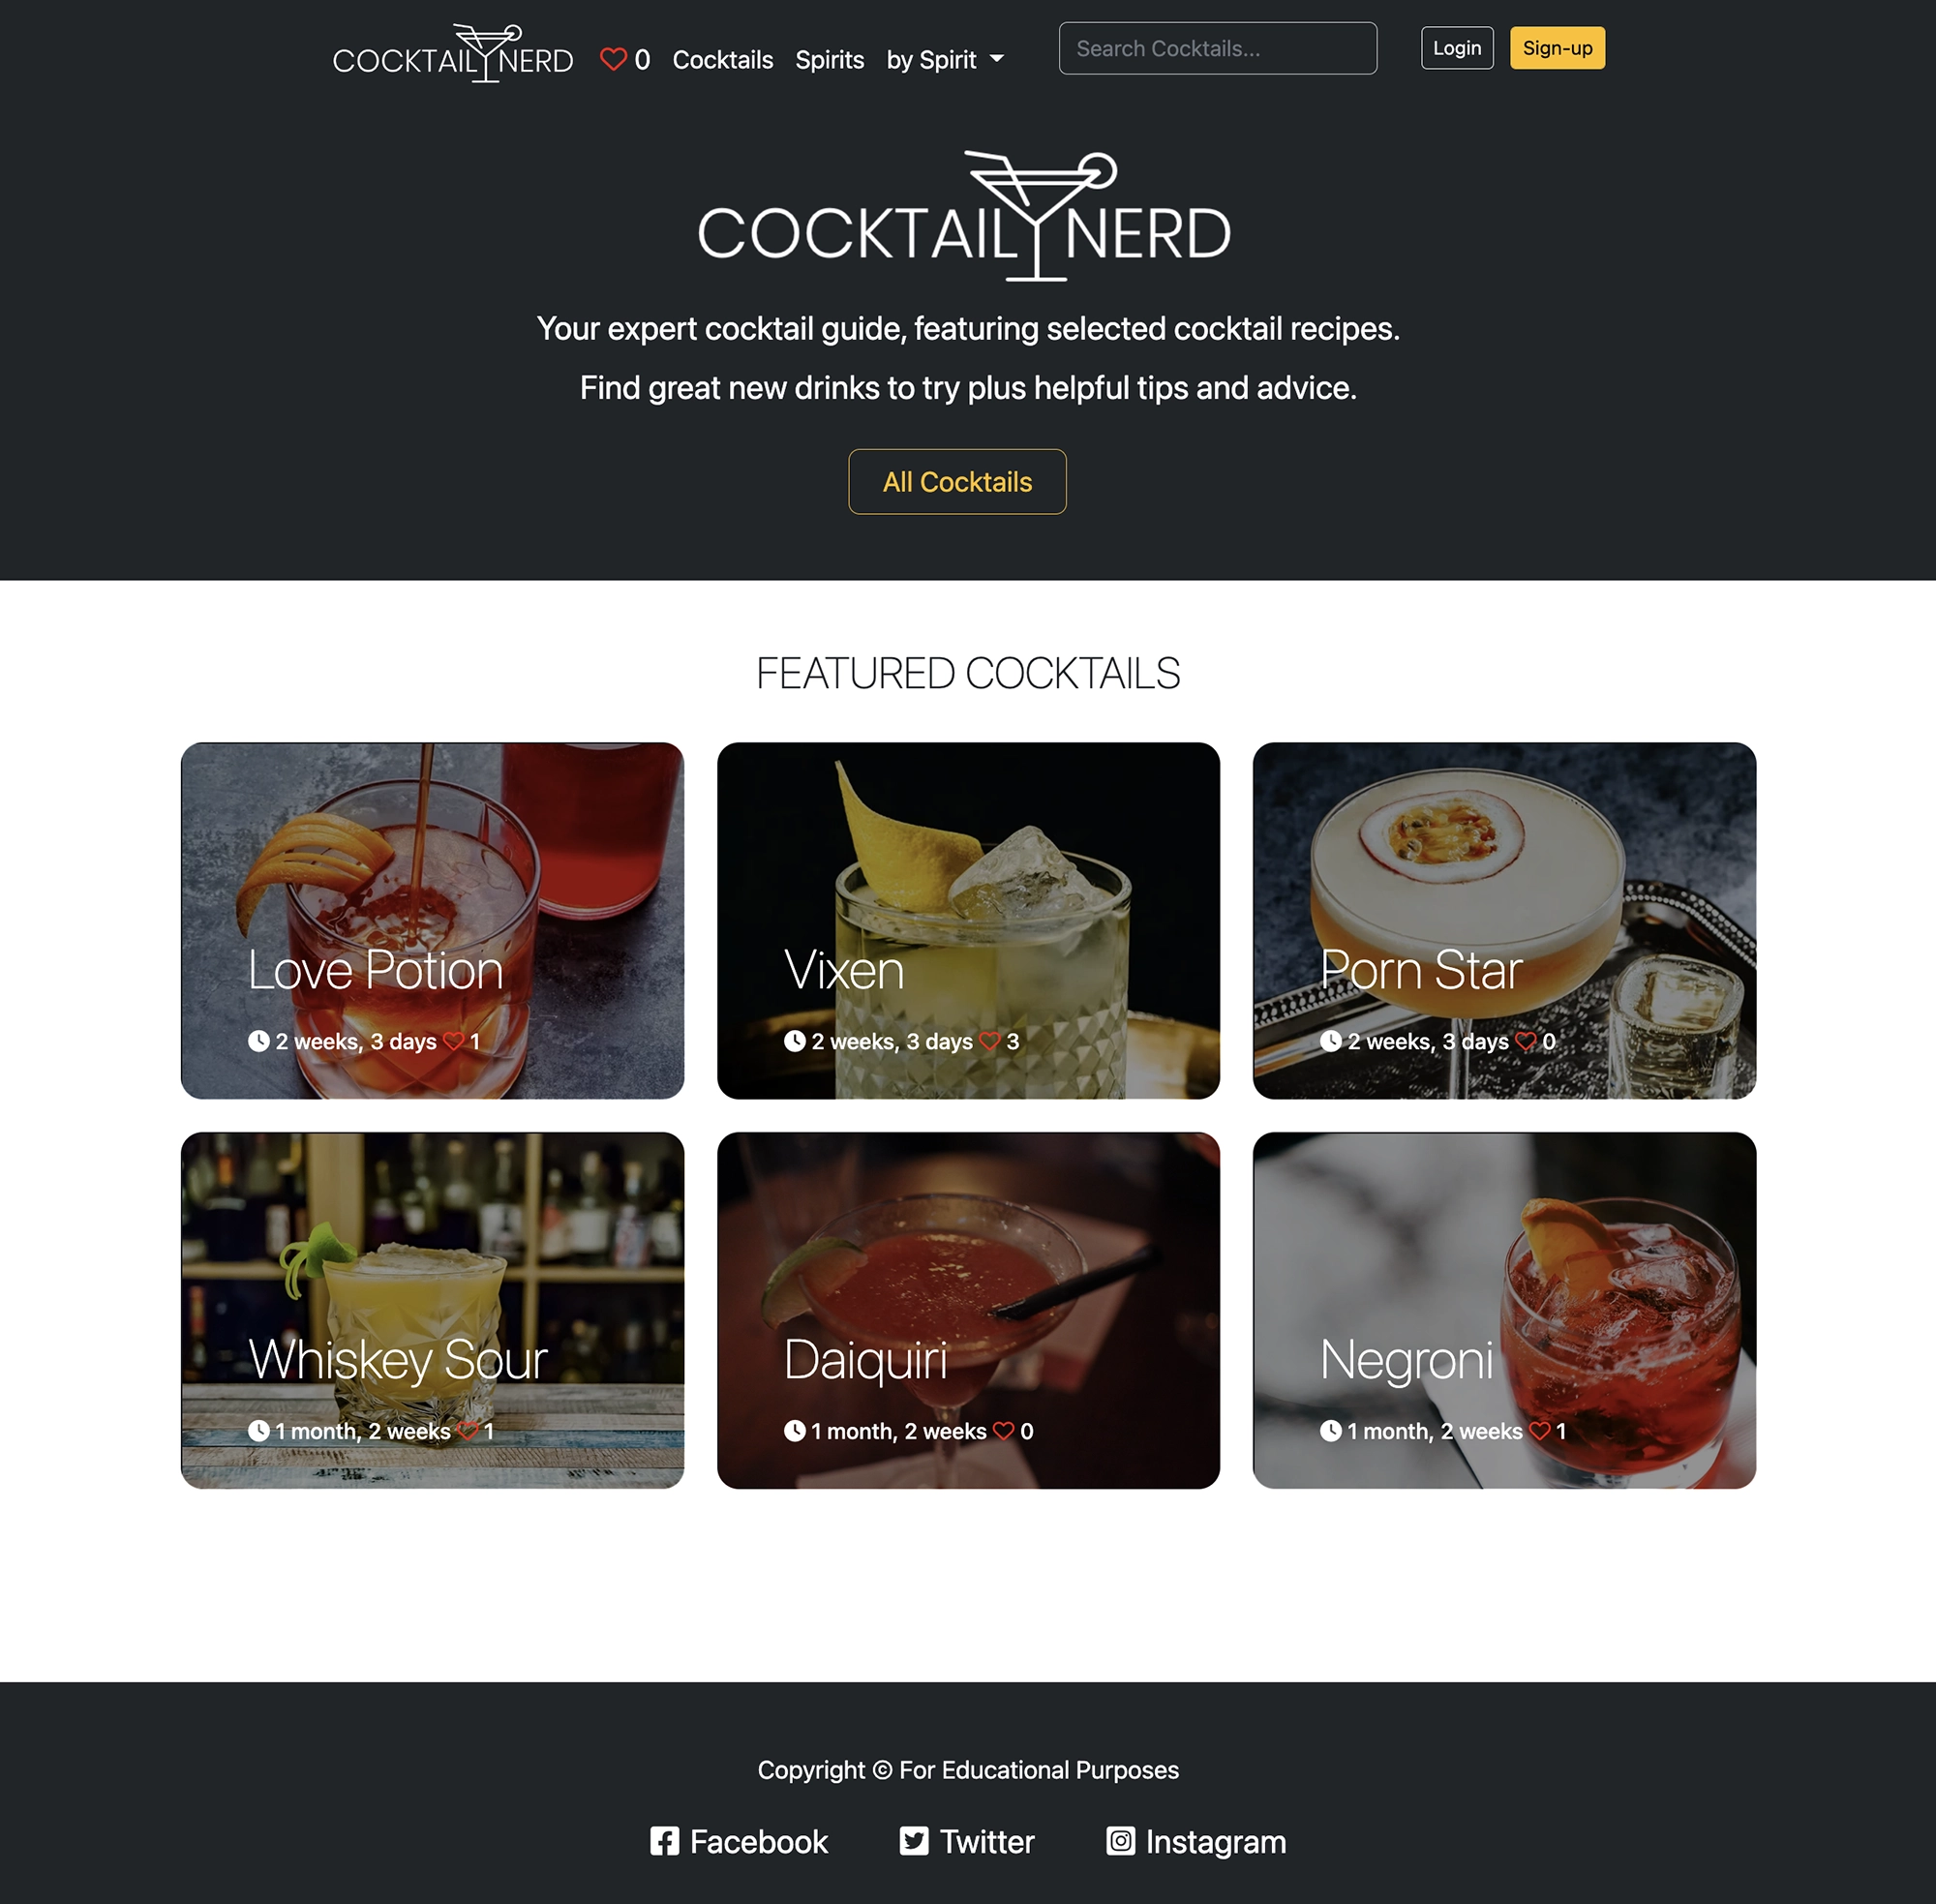 COCKTAIL NERD 0 Cocktails Spirits by Spirit Search Cocktails... Login Sign-up
COCKTAIL NERD
Your expert cocktail guide, featuring selected cocktail recipes.
Find great new drinks to try plus helpful tips and advice.
All Cocktails
FEATURED COCKTAILS
Love Potion
2 weeks, 3 days 1
Vixen
2 weeks, 3 days 3
Porn Star
2 weeks, 3 days 0
Whiskey Sour
1 month, 2 weeks 1
Daiquiri
1 month, 2 weeks 0
Negroni
1 month, 2 weeks 1
Copyright © For Educational Purposes
Facebook Twitter Instagram